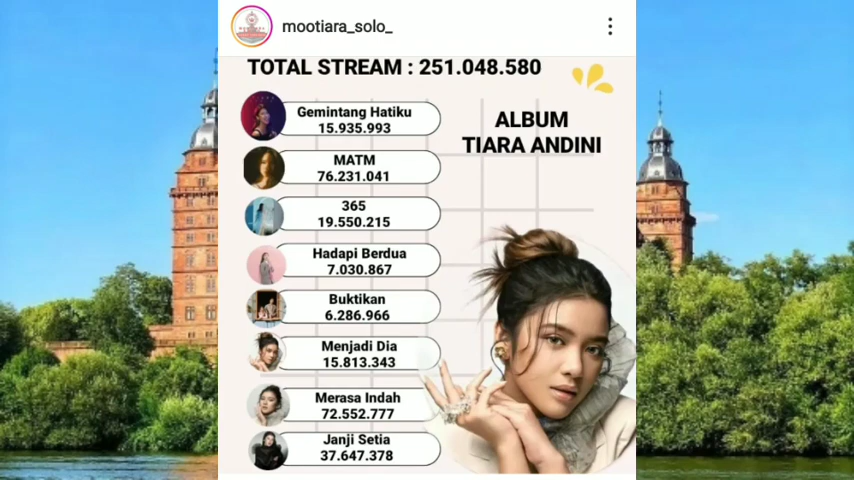 mootiara_solo_
TOTAL STREAM : 251.048.580
ALBUM
TIARA ANDINI
Gemintang Hatiku
15.935.993
MATM
76.231.041
365
19.550.215
Hadapi Berdua
7.030.867
Buktikan
6.286.966
Menjadi Dia
15.813.343
Merasa Indah
72.552.777
Janji Setia
37.647.378